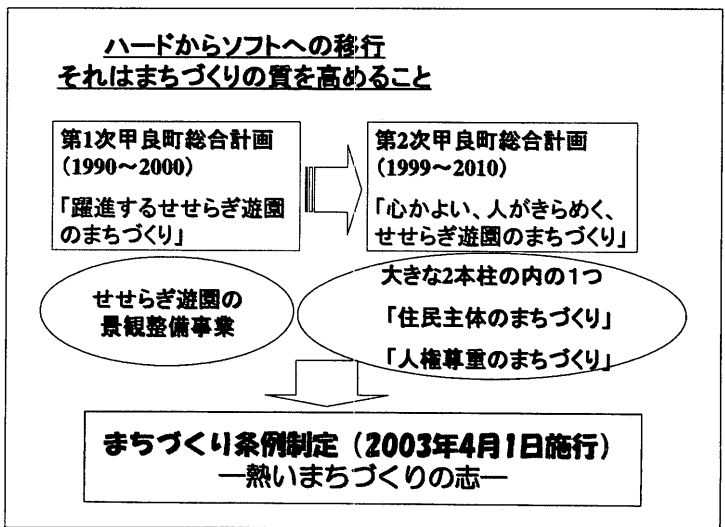 ハードからソフトへの移行
それはまちづくりの質を高めること
第1次甲良町総合計画
(1990～2000)
「躍進するせせらぎ遊園
のまちづくり」
第2次甲良町総合計画
(1999～2010)
「心かよい、人がきらめく、
せせらぎ遊園のまちづくり」
せせらぎ遊園の
景観整備事業
大きな2本柱の内の1つ
「住民主体のまちづくり」
「人権尊重のまちづくり」
まちづくり条例制定（2003年4月1日施行）
―熱いまちづくりの志―